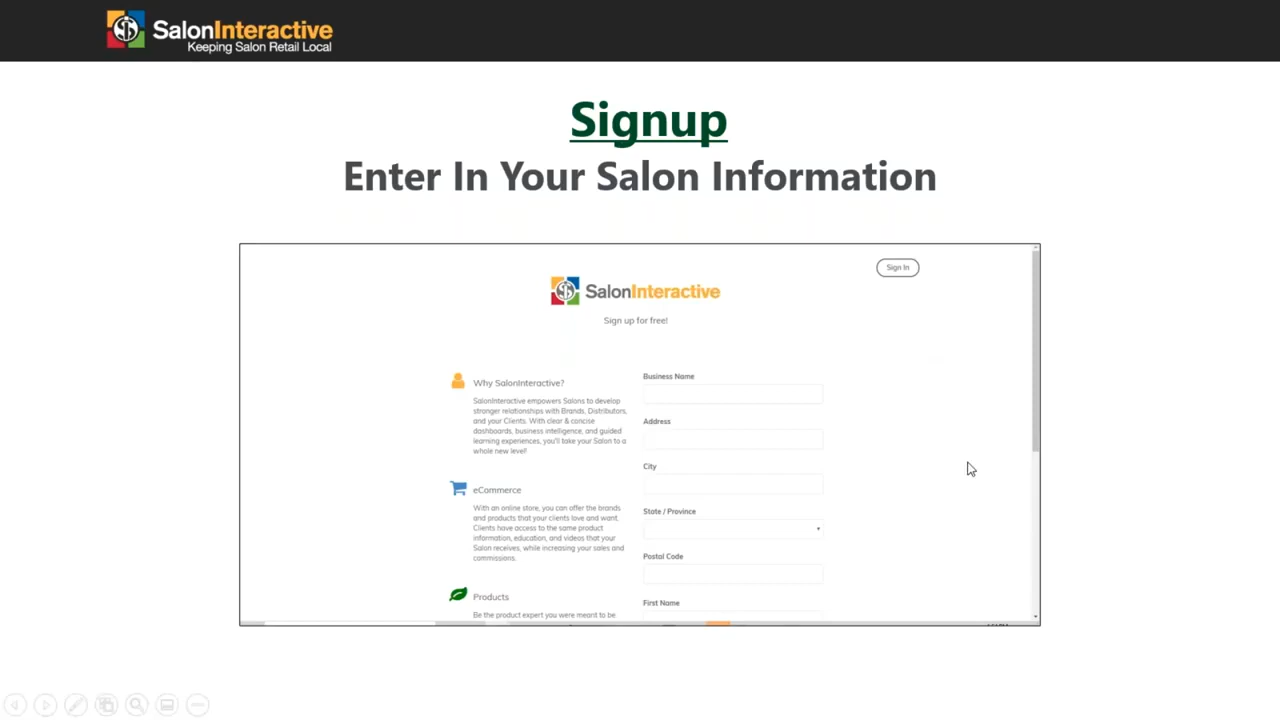 SalonInteractive
Keeping Salon Retail Local
Signup
Enter In Your Salon Information
Sign In
SalonInteractive
Sign up for free!
Why SalonInteractive?
SalonInteractive empowers Salons to develop
stronger relationships with Brands, Distributors,
and your Clients. With clear & concise
dashboards, business intelligence, and guided
learning experiences, you'll take your Salon to a
whole new level!
eCommerce
With an online store, you can offer the brands
and products that your clients love and want.
Clients have access to the same product
information, education, and videos that your
Salon receives, while increasing your sales and
commissions.
Products
Be the product expert you were meant to be.
Business Name
Address
City
State / Province
Postal Code
First Name